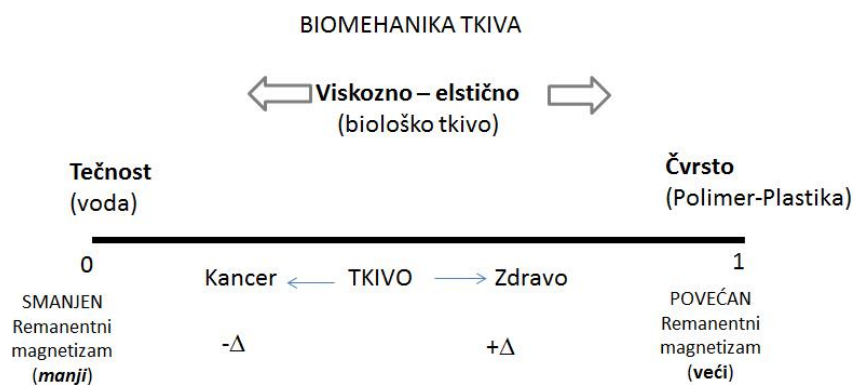 BIOMEHANIKA TKIVA
Viskozno – elstično
(biološko tkivo)
Tečnost
(voda)
Čvrsto
(Polimer-Plastika)
0
1
Kancer TKIVO Zdravo
SMANJEN
Remanentni
magnetizam
(manji)
-Δ
+Δ
POVEĆAN
Remanentni
magnetizam
(veći)